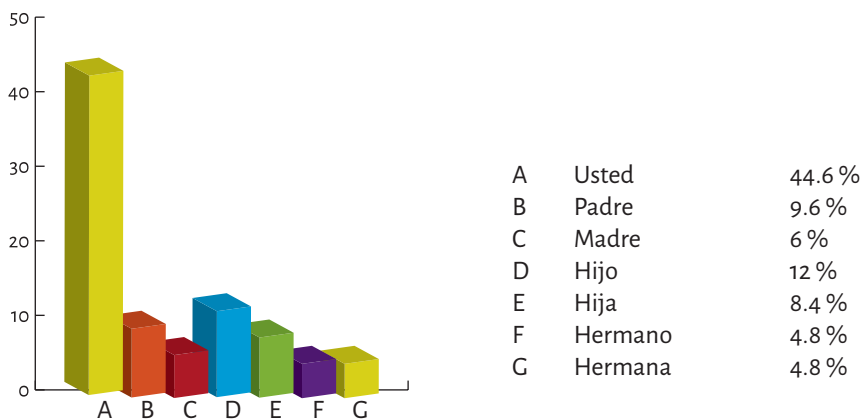 50
40
30
20
10
0
A B C D E F G
A Usted 44.6 %
B Padre 9.6 %
C Madre 6 %
D Hijo 12 %
E Hija 8.4 %
F Hermano 4.8 %
G Hermana 4.8 %